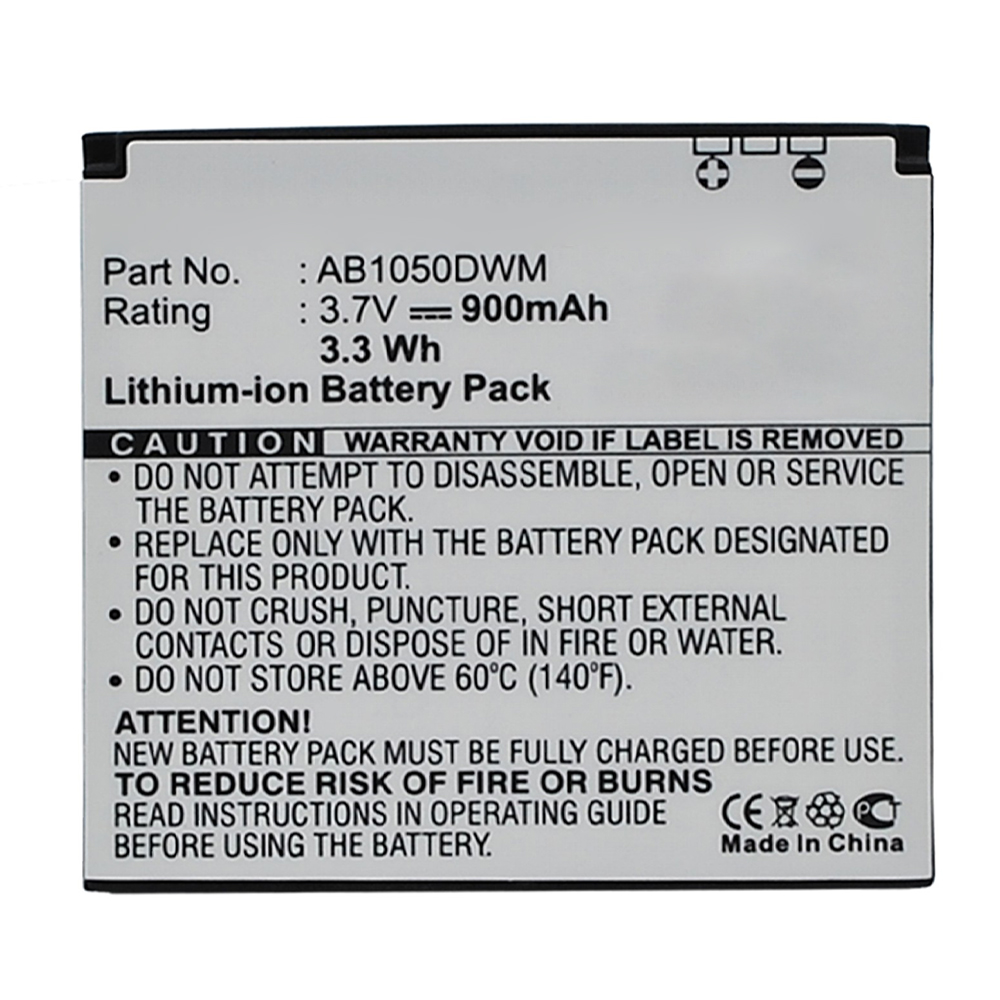 Part No. : AB1050DWM
Rating : 3.7V 900mAh
3.3 Wh
Lithium-ion Battery Pack
CAUTION WARRANTY VOID IF LABEL IS REMOVED
• DO NOT ATTEMPT TO DISASSEMBLE, OPEN OR SERVICE
THE BATTERY PACK.
• REPLACE ONLY WITH THE BATTERY PACK DESIGNATED
FOR THIS PRODUCT.
• DO NOT CRUSH, PUNCTURE, SHORT EXTERNAL
CONTACTS OR DISPOSE OF IN FIRE OR WATER.
• DO NOT STORE ABOVE 60°C (140°F).
ATTENTION!
NEW BATTERY PACK MUST BE FULLY CHARGED BEFORE USE.
TO REDUCE RISK OF FIRE OR BURNS
READ INSTRUCTIONS IN OPERATING GUIDE
BEFORE USING THE BATTERY.
CE PCT
Made In China